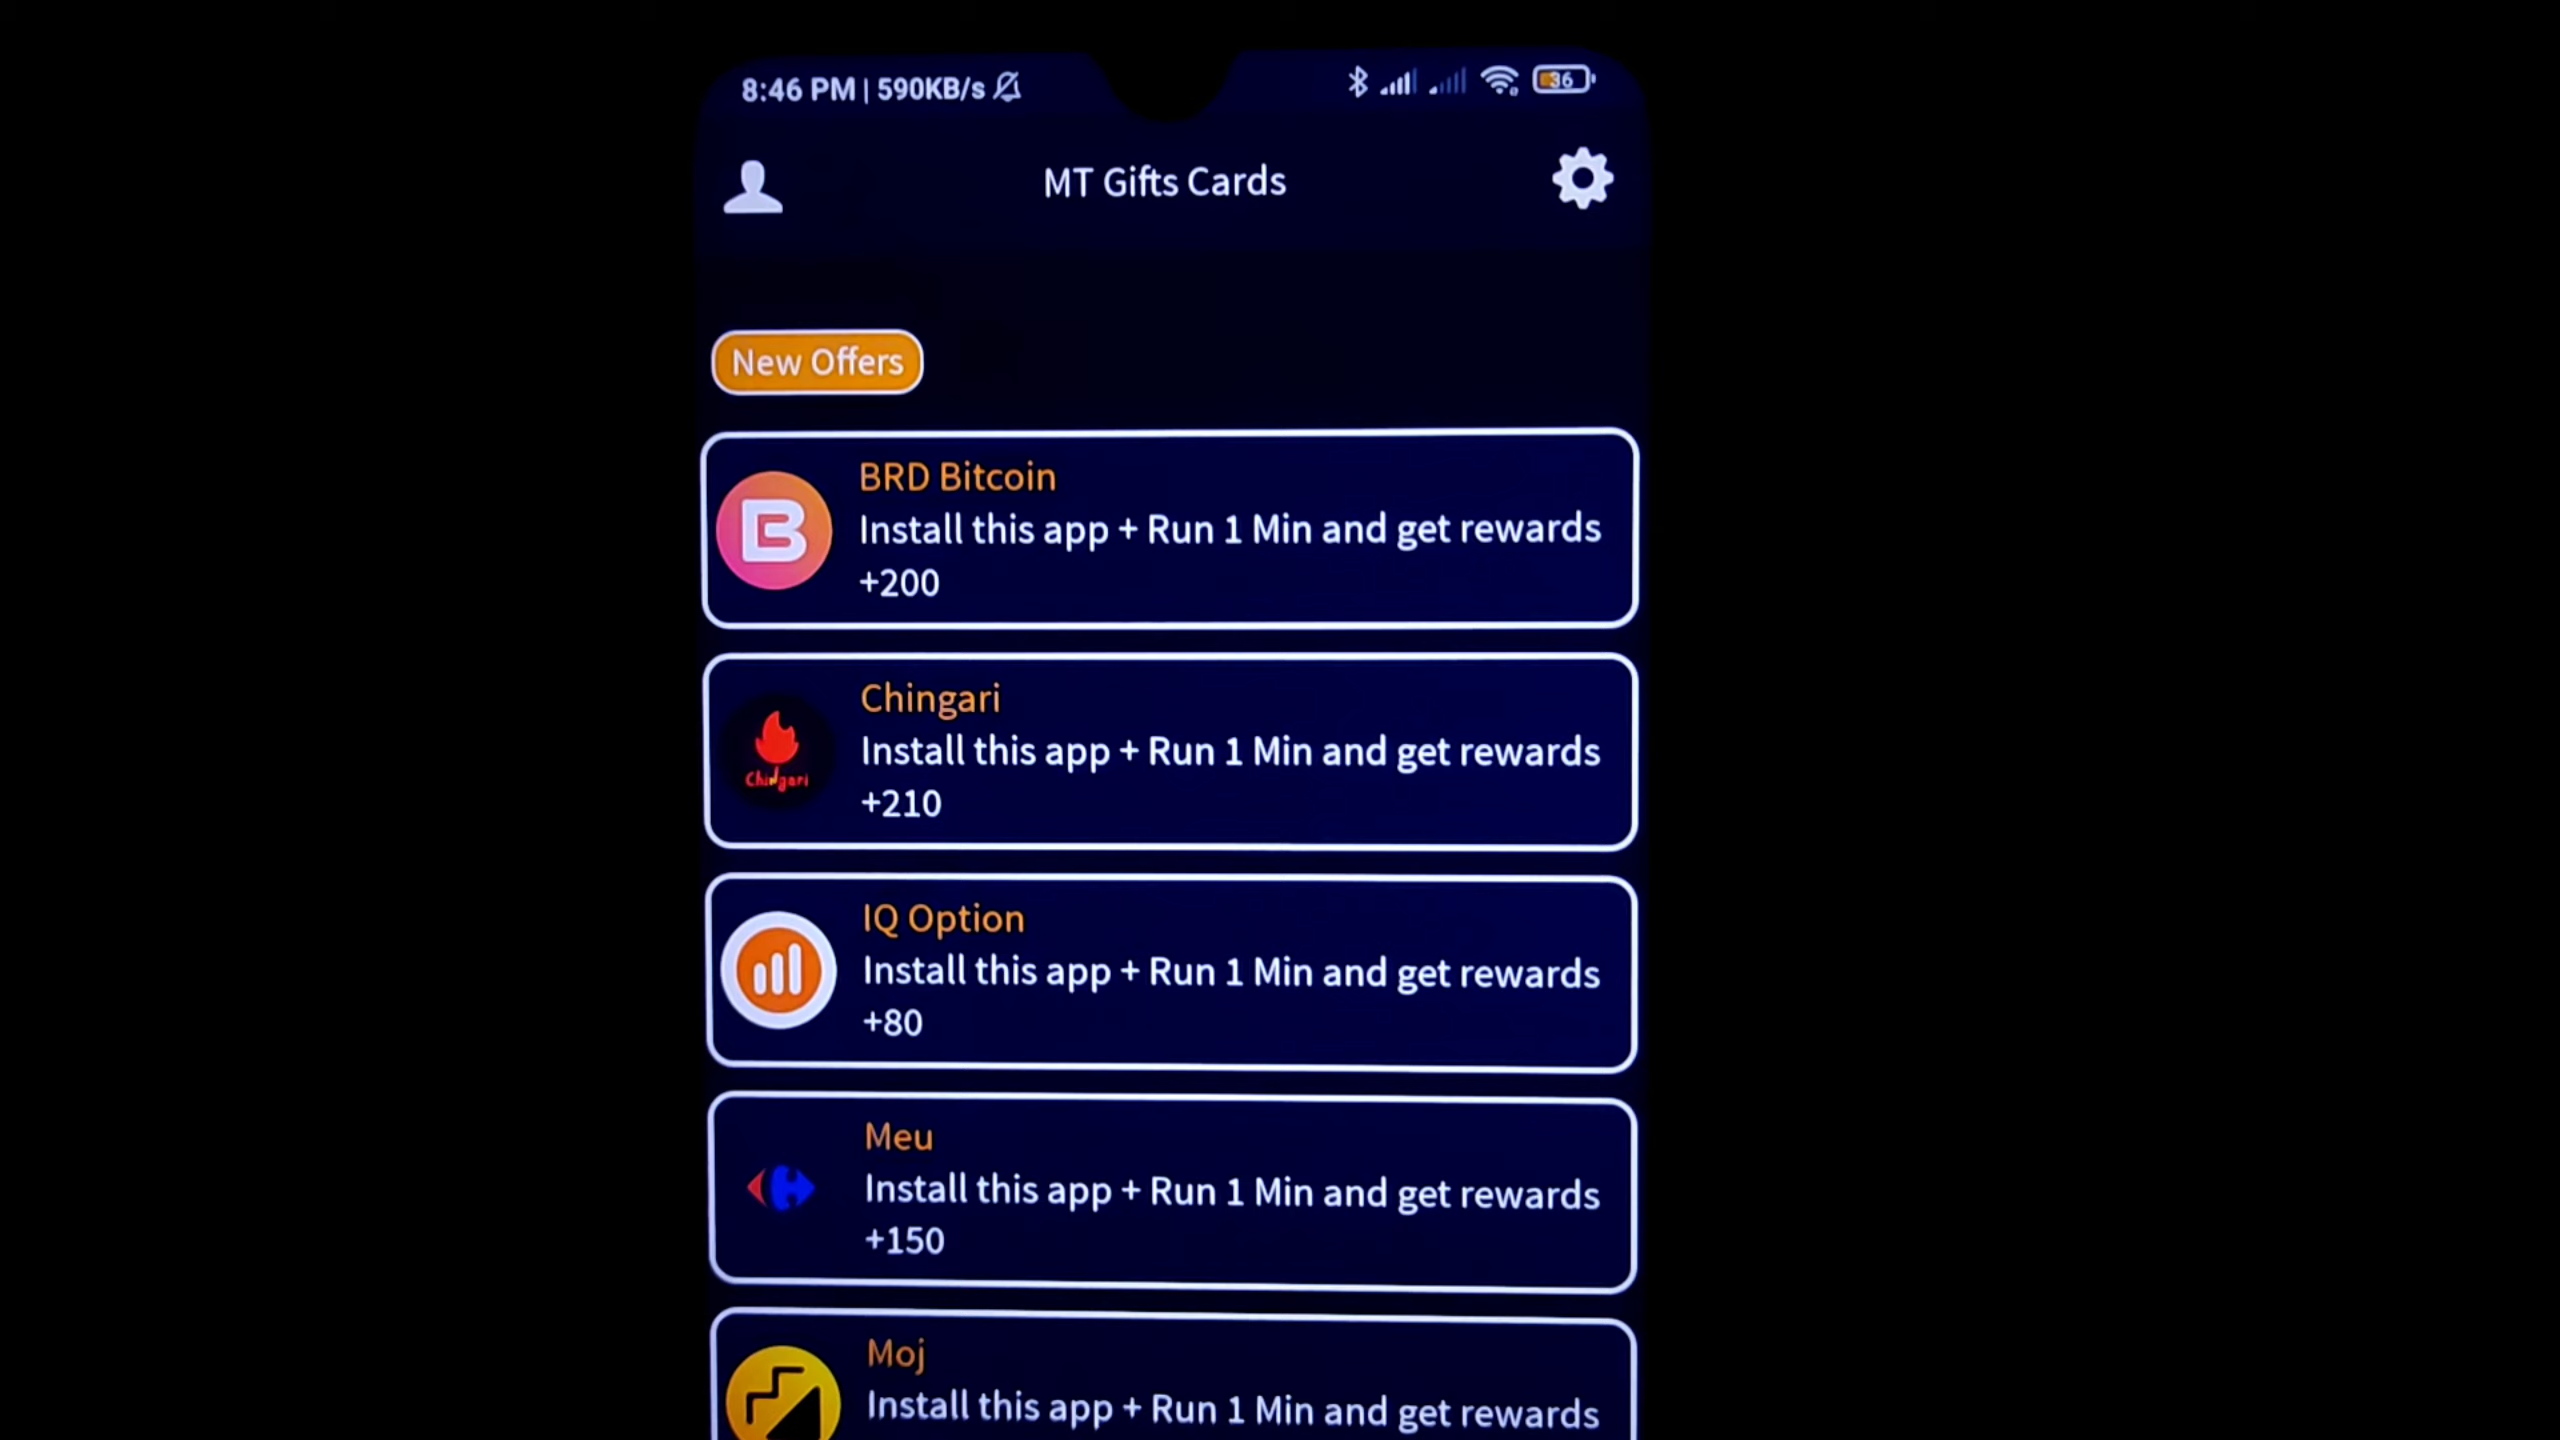 8:46 PM | 590KB/s
36
MT Gifts Cards
New Offers
BRD Bitcoin
Install this app + Run 1 Min and get rewards
+200
Chingari
Chingari
Install this app + Run 1 Min and get rewards
+210
IQ Option
Install this app + Run 1 Min and get rewards
+80
Meu
Install this app + Run 1 Min and get rewards
+150
Moj
Install this app + Run 1 Min and get rewards